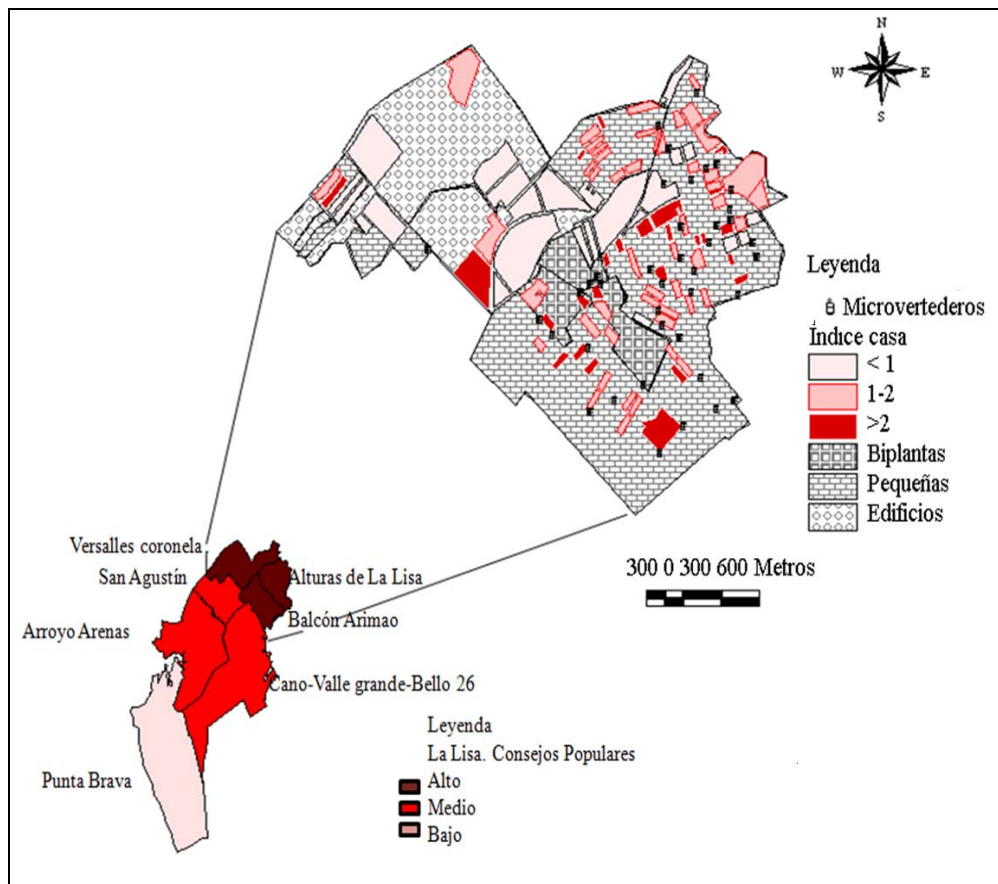 N
W E
S
Leyenda
Microvertederos
Índice casa
< 1
1-2
>2
Biplantas
Pequeñas
Edificios
300 0 300 600 Metros
Versalles coronela
San Agustín
Alturas de La Lisa
Balcón Arimao
Arroyo Arenas
Cano-Valle grande-Bello 26
Punta Brava
Leyenda
La Lisa. Consejos Populares
Alto
Medio
Bajo